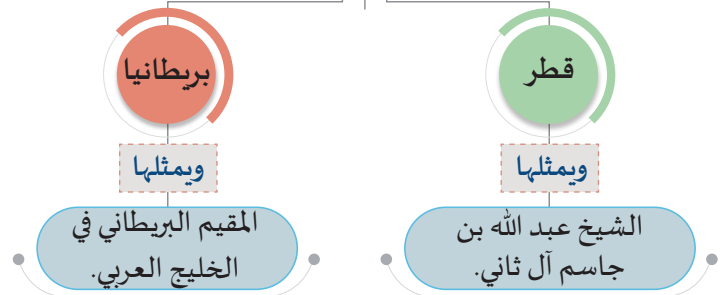 قطر
ويمثلها
الشيخ عبد الله بن
جاسم آل ثاني.
بريطانيا
ويمثلها
المقيم البريطاني في
الخليج العربي.